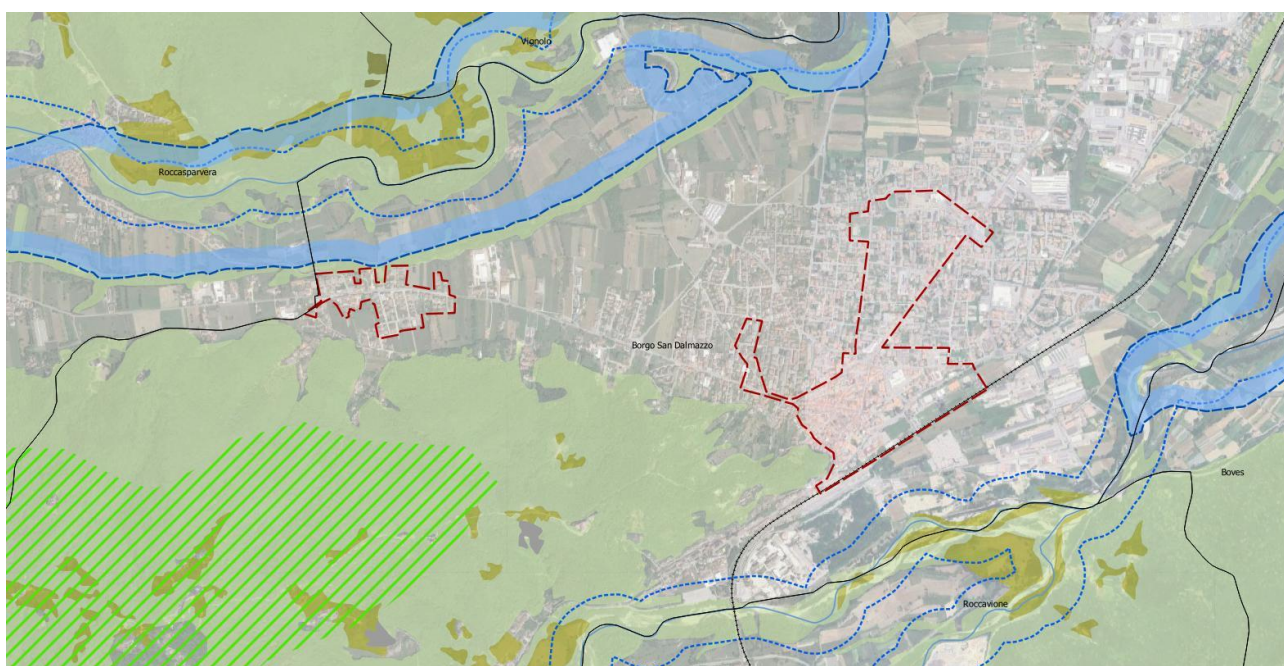 Vignolo
Roccasparvera
Borgo San Dalmazzo
Boves
Roccavione